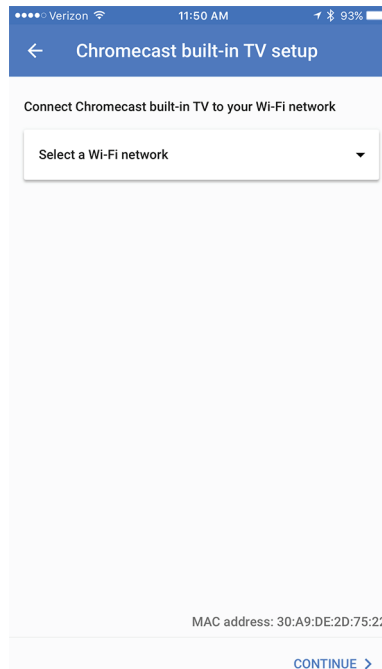 Verizon 11:50 AM 93%
Chromecast built-in TV setup
Connect Chromecast built-in TV to your Wi-Fi network
Select a Wi-Fi network
MAC address: 30:A9:DE:2D:75:22
CONTINUE